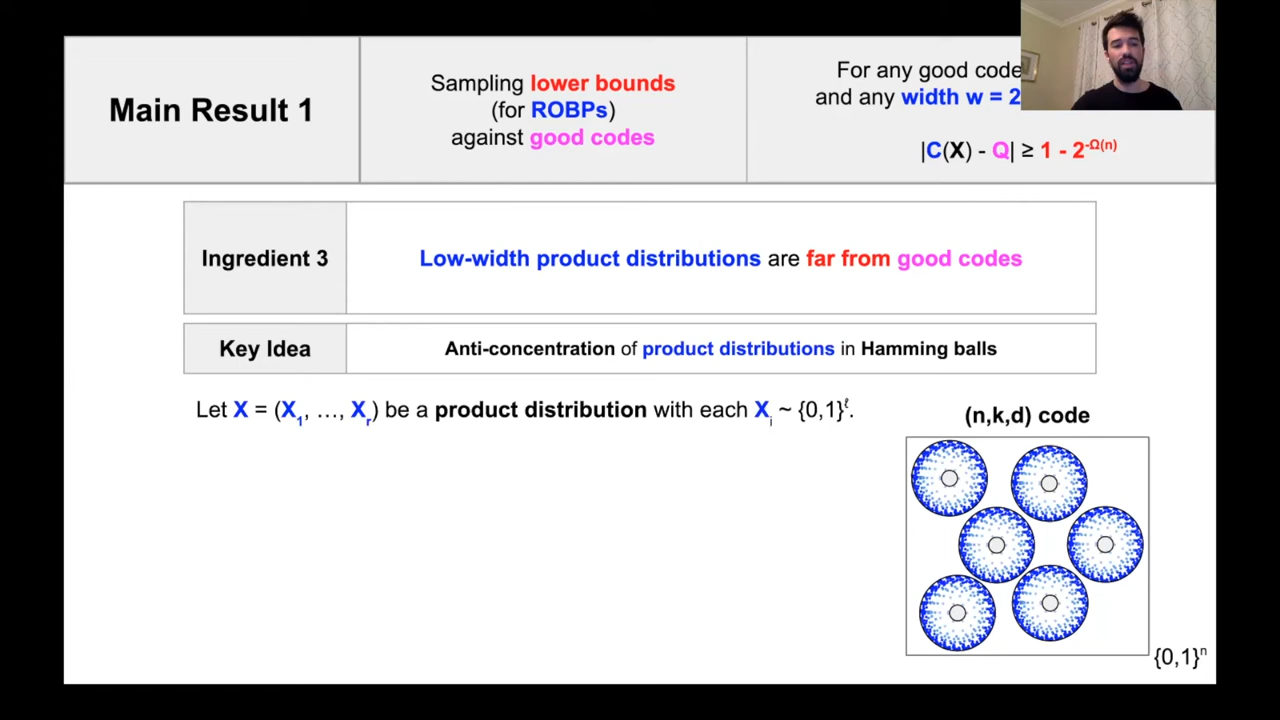 Main Result 1
Sampling lower bounds
(for ROBPs)
against good codes
For any good code
and any width w = 2
|C(X) - Q| ≥ 1 - 2^-Ω(n)
Ingredient 3
Low-width product distributions are far from good codes
Key Idea
Anti-concentration of product distributions in Hamming balls
Let X = (X₁, …, Xᵣ) be a product distribution with each Xᵢ ~ {0,1}^ℓ.
(n,k,d) code
{0,1}ⁿ